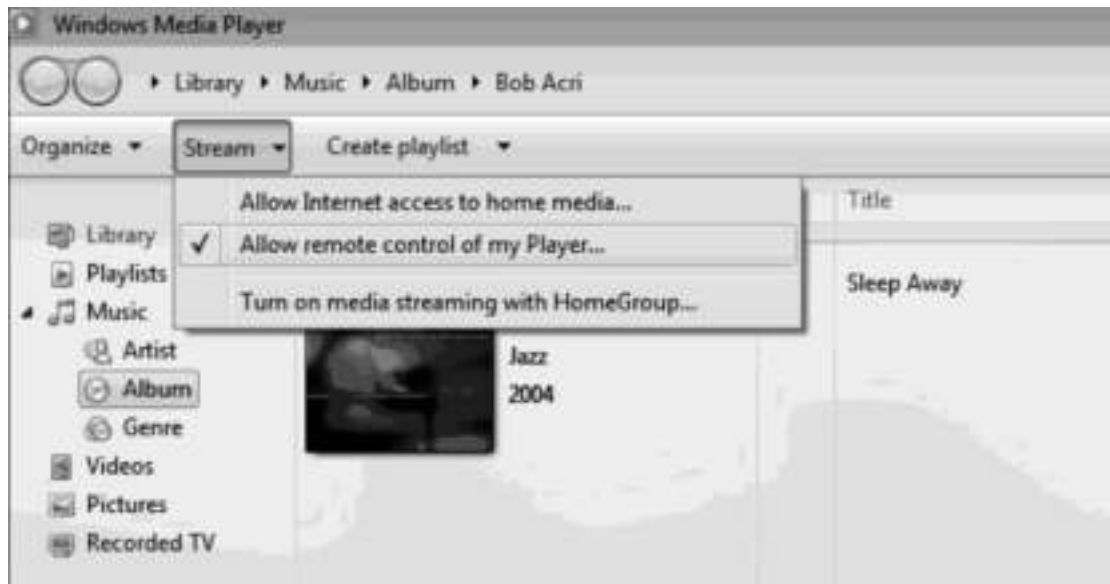 Windows Media Player
Library Music Album Bob Acri
Organize Stream Create playlist
Allow Internet access to home media...
Allow remote control of my Player...
Turn on media streaming with HomeGroup...
Title
Library
Playlists
Sleep Away
Music
Artist
Jazz
Album
2004
Genre
Videos
Pictures
Recorded TV